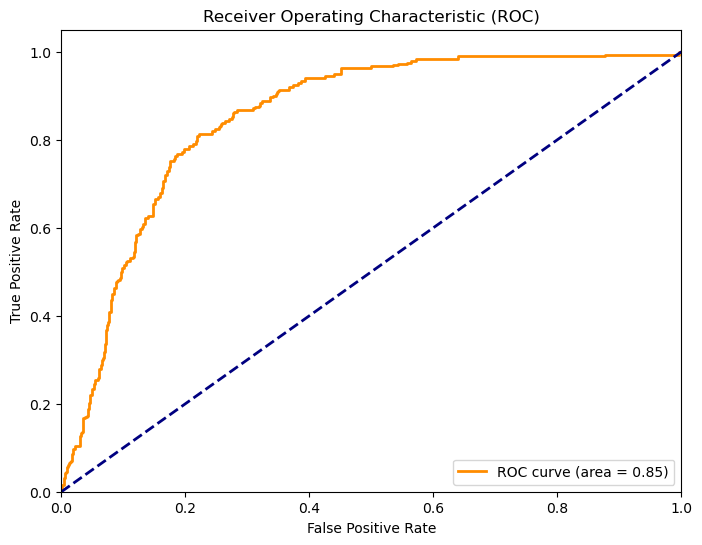 Receiver Operating Characteristic (ROC)
True Positive Rate
1.0
0.8
0.6
0.4
0.2
0.0
ROC curve (area = 0.85)
0.0 0.2 0.4 0.6 0.8 1.0
False Positive Rate